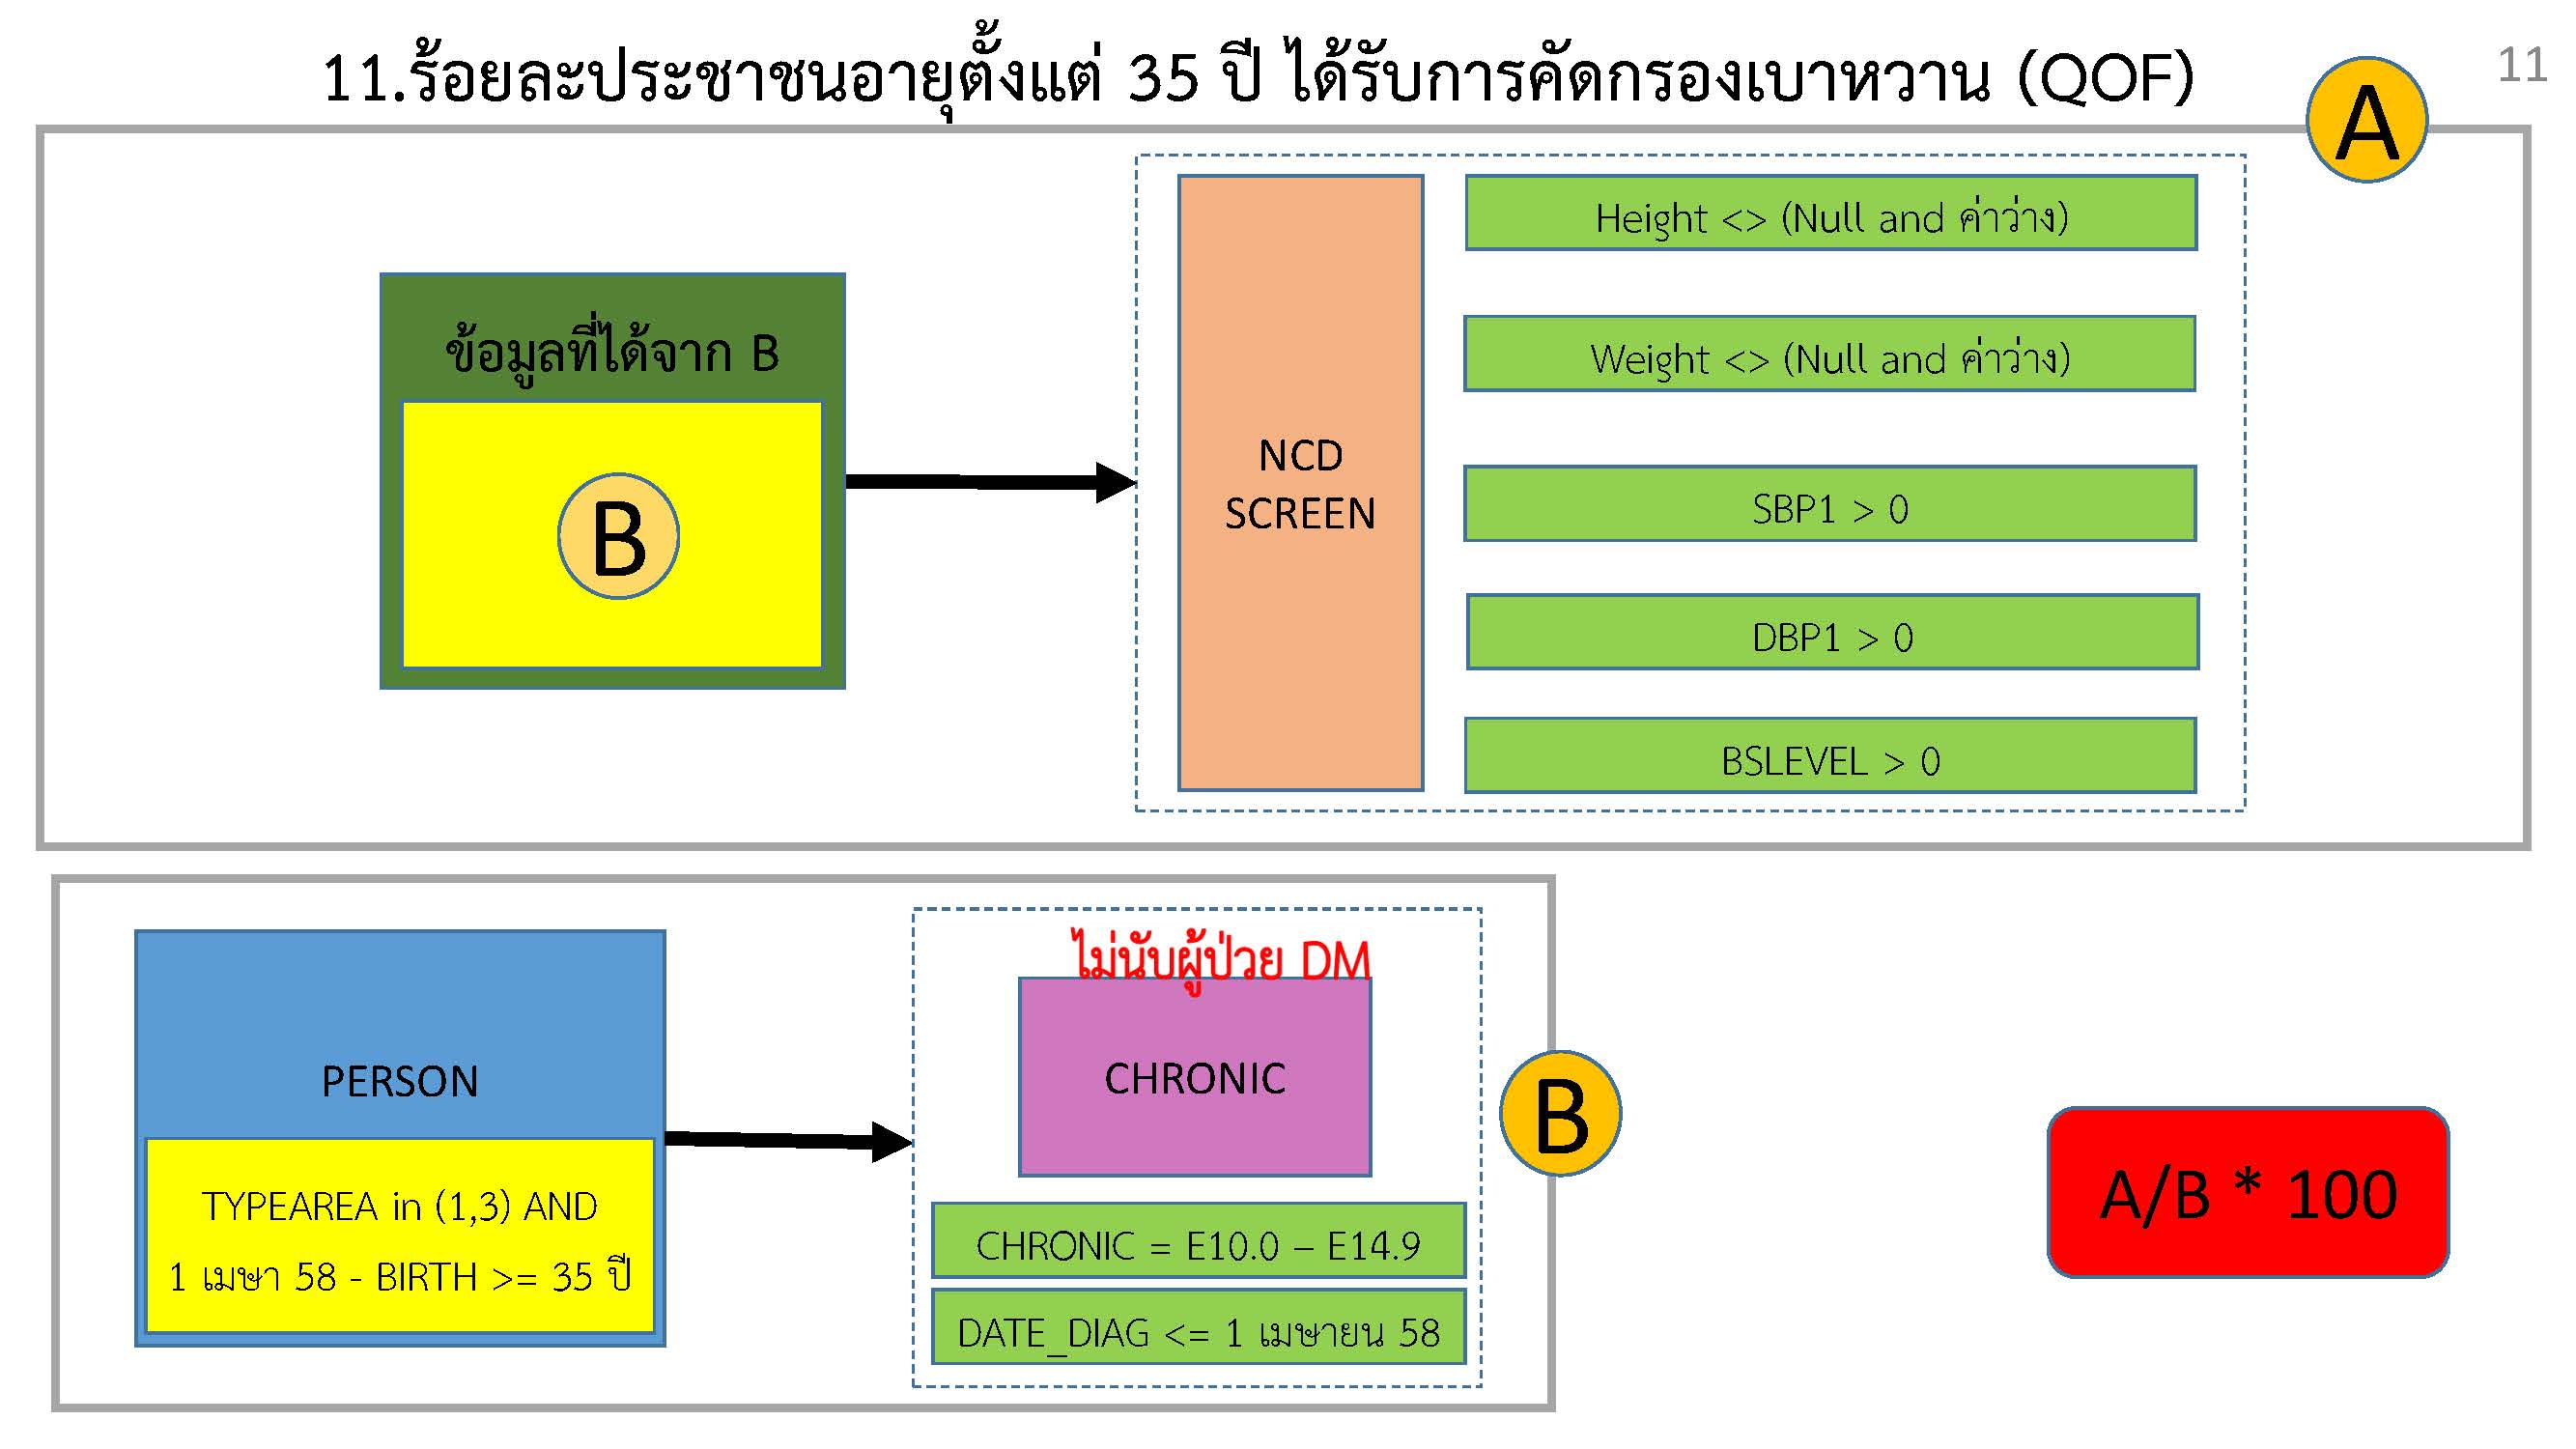 11.ร้อยละประชาชนอายุตั้งแต่ 35 ปี ได้รับการคัดกรองเบาหวาน (QOF)
11
A
ข้อมูลที่ได้จาก B
B
NCD
SCREEN
Height <> (Null and ค่าว่าง)
Weight <> (Null and ค่าว่าง)
SBP1 > 0
DBP1 > 0
BSLEVEL > 0
PERSON
TYPEAREA in (1,3) AND
1 เมษา 58 - BIRTH >= 35 ปี
ไม่นับผู้ป่วย DM
CHRONIC
CHRONIC = E10.0 – E14.9
DATE_DIAG <= 1 เมษายน 58
B
A/B * 100